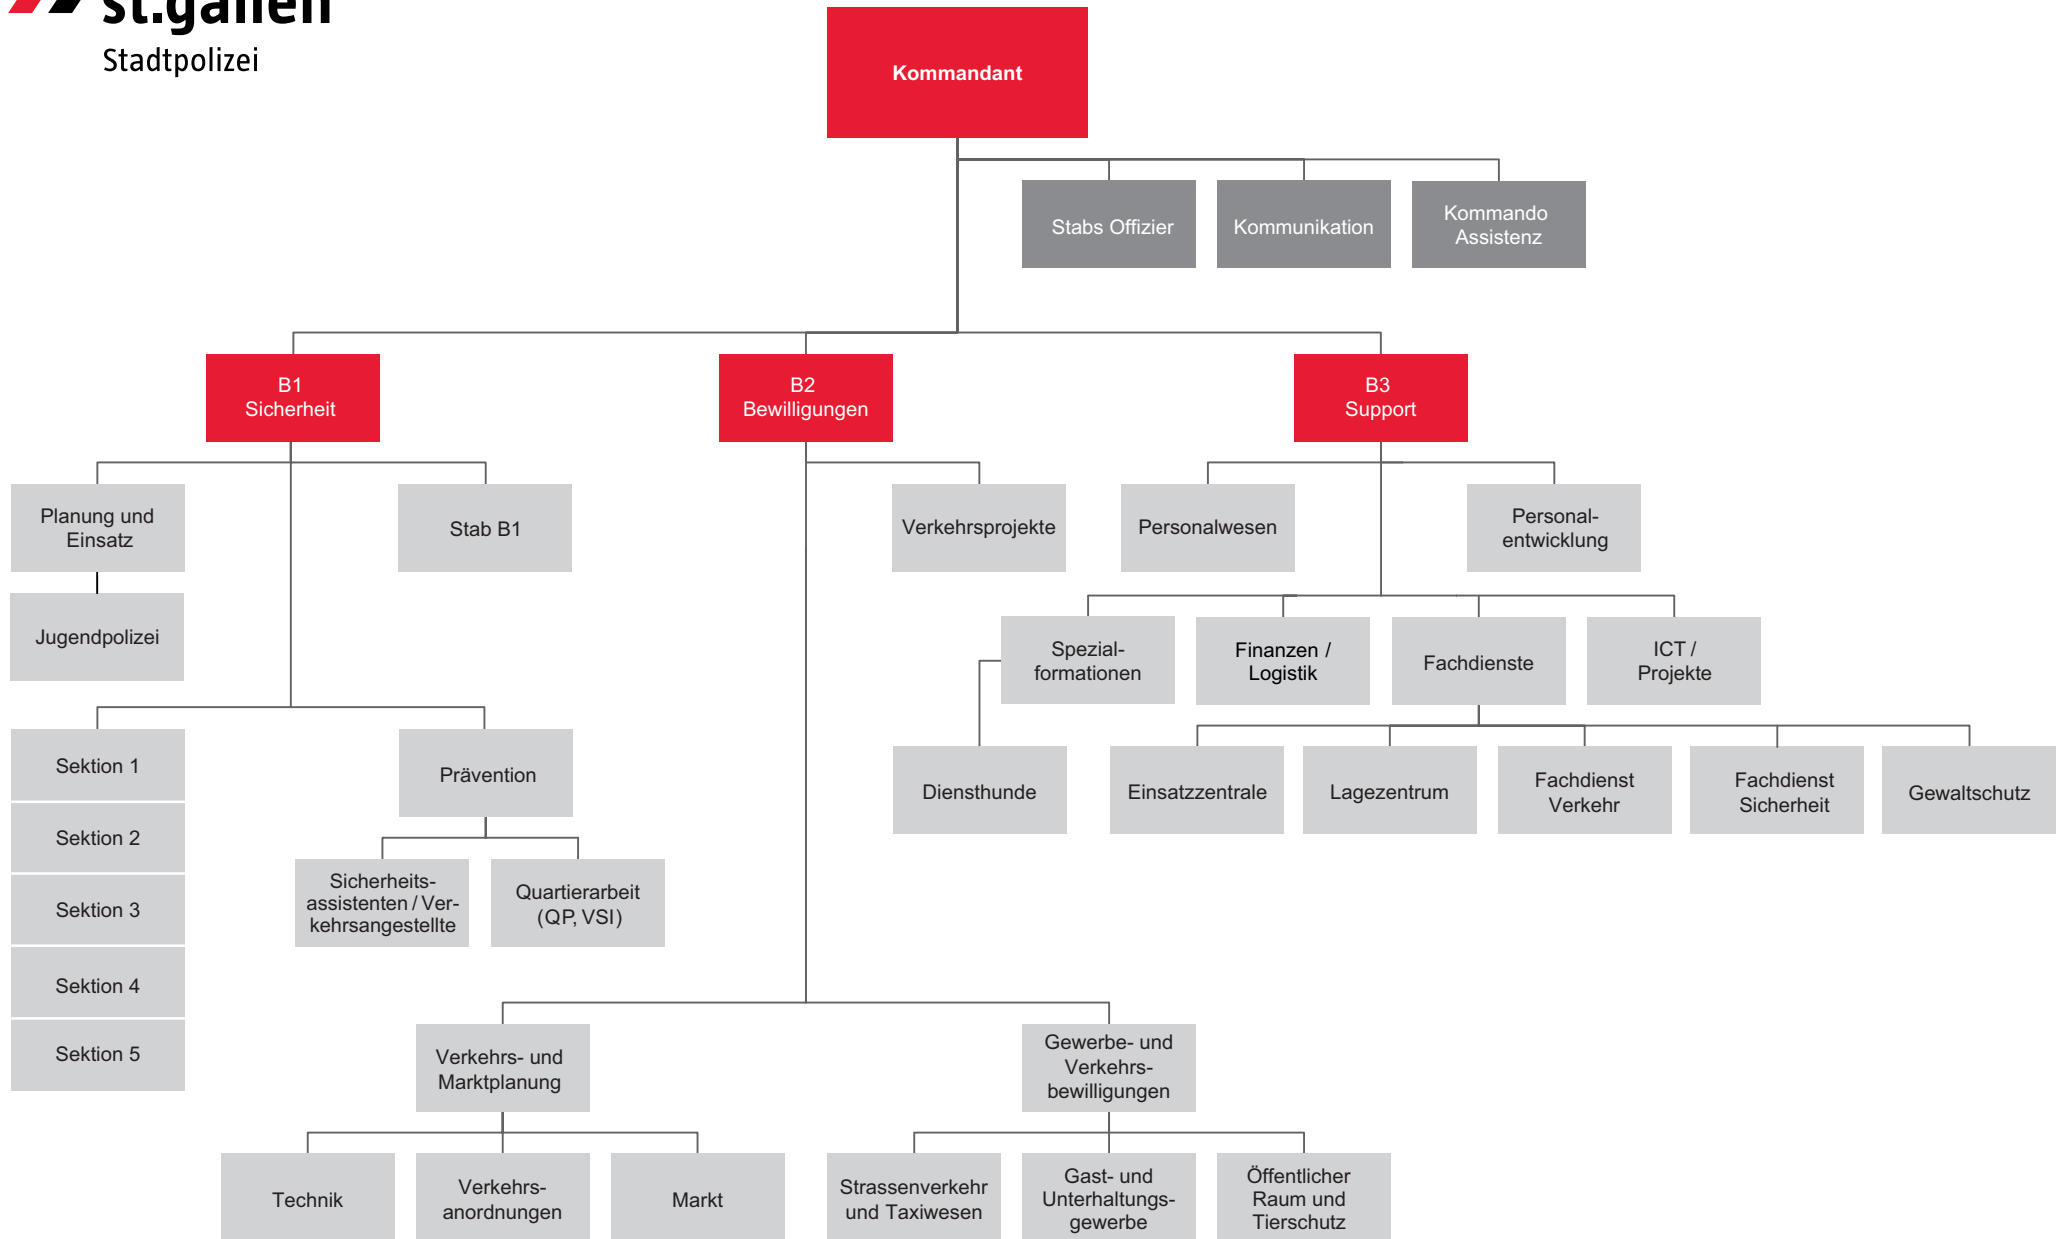 st.gallen
Stadtpolizei
Kommandant
Stabs Offizier
Kommunikation
Kommando
Assistenz
B1
Sicherheit
B2
Bewilligungen
B3
Support
Planung und
Einsatz
Stab B1
Verkehrsprojekte
Personalwesen
Personal-
entwicklung
Jugendpolizei
Spezial-
formationen
Finanzen /
Logistik
Fachdienste
ICT /
Projekte
Sektion 1
Sektion 2
Sektion 3
Sektion 4
Sektion 5
Prävention
Sicherheits-
assistenten / Ver-
kehrsangestellte
Quartierarbeit
(QP, VSI)
Diensthunde
Einsatzzentrale
Lagezentrum
Fachdienst
Verkehr
Fachdienst
Sicherheit
Gewaltschutz
Verkehrs- und
Marktplanung
Gewerbe- und
Verkehrs-
bewilligungen
Technik
Verkehrs-
anordnungen
Markt
Strassenverkehr
und Taxiwesen
Gast- und
Unterhaltungs-
gewerbe
Öffentlicher
Raum und
Tierschutz